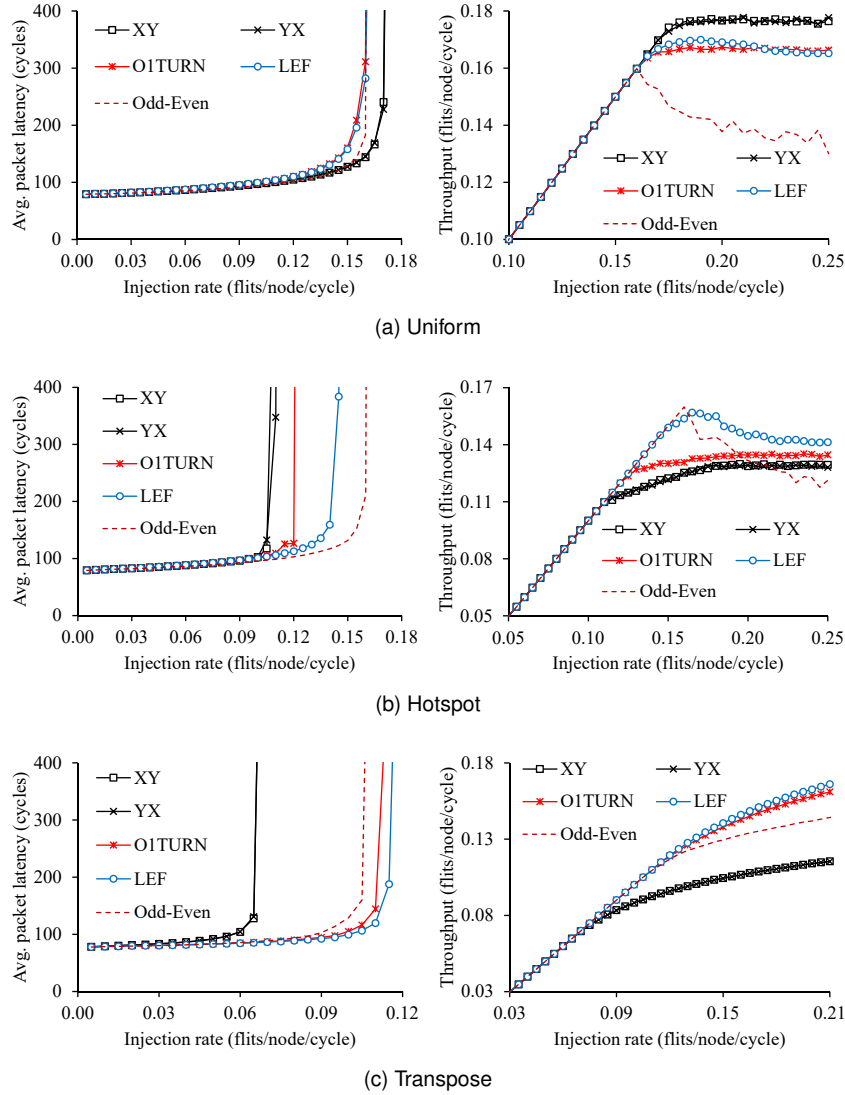 Avg. packet latency (cycles)
400
300
200
100
0
XY
YX
O1TURN
LEF
Odd-Even
0.00 0.03 0.06 0.09 0.12 0.15 0.18
Injection rate (flits/node/cycle)
Throughput (flits/node/cycle)
0.18
0.16
0.14
0.12
0.10
XY
YX
O1TURN
LEF
Odd-Even
0.10 0.15 0.20 0.25
Injection rate (flits/node/cycle)
(a) Uniform
Avg. packet latency (cycles)
400
300
200
100
0
XY
YX
O1TURN
LEF
Odd-Even
0.00 0.03 0.06 0.09 0.12 0.15 0.18
Injection rate (flits/node/cycle)
Throughput (flits/node/cycle)
0.17
0.14
0.11
0.08
0.05
XY
YX
O1TURN
LEF
Odd-Even
0.05 0.10 0.15 0.20 0.25
Injection rate (flits/node/cycle)
(b) Hotspot
Avg. packet latency (cycles)
400
300
200
100
0
XY
YX
O1TURN
LEF
Odd-Even
0.00 0.03 0.06 0.09 0.12
Injection rate (flits/node/cycle)
Throughput (flits/node/cycle)
0.18
0.13
0.08
0.03
XY
YX
O1TURN
LEF
Odd-Even
0.03 0.09 0.15 0.21
Injection rate (flits/node/cycle)
(c) Transpose